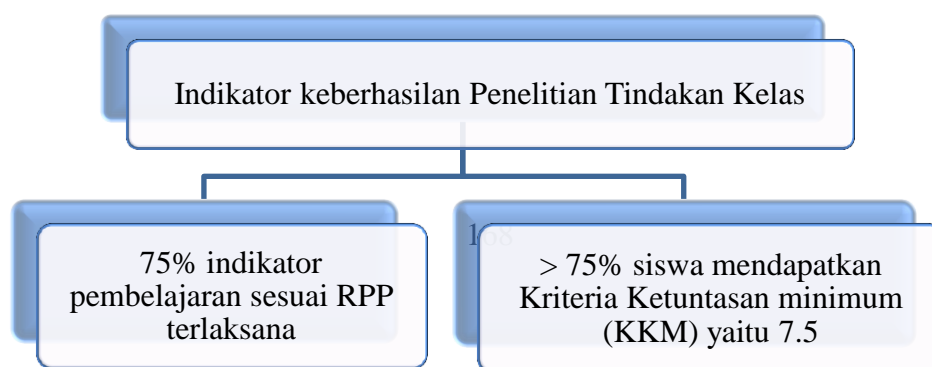 Indikator keberhasilan Penelitian Tindakan Kelas
168
75% indikator
pembelajaran sesuai RPP
terlaksana
> 75% siswa mendapatkan
Kriteria Ketuntasan minimum
(KKM) yaitu 7.5